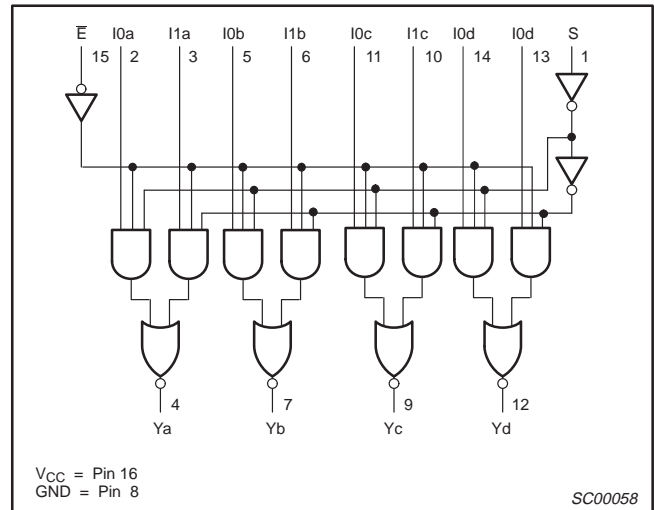 E̅ I0a I1a I0b I1b I0c I1c I0d I0d S
15 2 3 5 6 11 10 14 13 1
4 7 9 12
Ya Yb Yc Yd
VCC = Pin 16
GND = Pin 8
SC00058